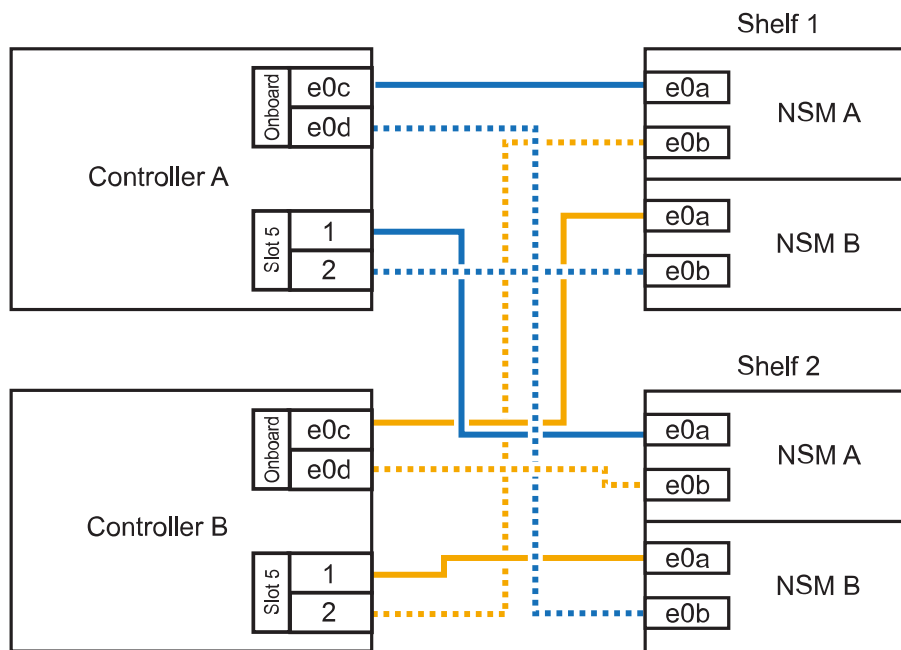 Shelf 1
Onboard
e0c
e0d
Controller A
Slot 5
1
2
e0a
NSM A
e0b
e0a
NSM B
e0b
Shelf 2
Onboard
e0c
e0d
Controller B
Slot 5
1
2
e0a
NSM A
e0b
e0a
NSM B
e0b